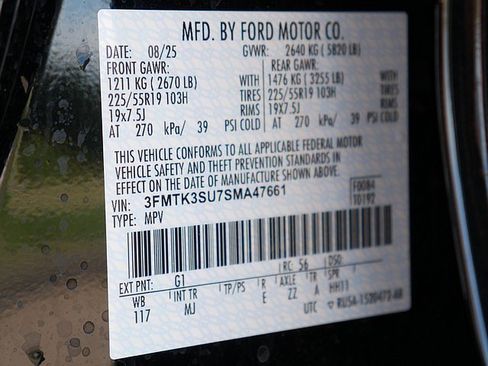 MFD. BY FORD MOTOR CO.
DATE: 08/25 GVWR: 2640 KG (5820 LB)
FRONT GAWR: REAR GAWR:
1211 KG (2670 LB) WITH 1476 KG (3255 LB) WITH
225/55R19 103H TIRES 225/55R19 103H TIRES
19x7.5J RIMS 19x7.5J RIMS
AT 270 kPa/ 39 PSI COLD AT 270 kPa/ 39 PSI COLD
THIS VEHICLE CONFORMS TO ALL APPLICABLE FEDERAL MOTOR
VEHICLE SAFETY AND THEFT PREVENTION STANDARDS IN
EFFECT ON THE DATE OF MANUFACTURE SHOWN ABOVE.
VIN: 3FMTK3SU7SMA47661 F0084
TYPE: MPV T0192
EXT PNT: G1 RC: 56 DSO:
WB INT TR TP/PS R AXLE TR SPR
117 MJ E ZZ A HH11
UTC